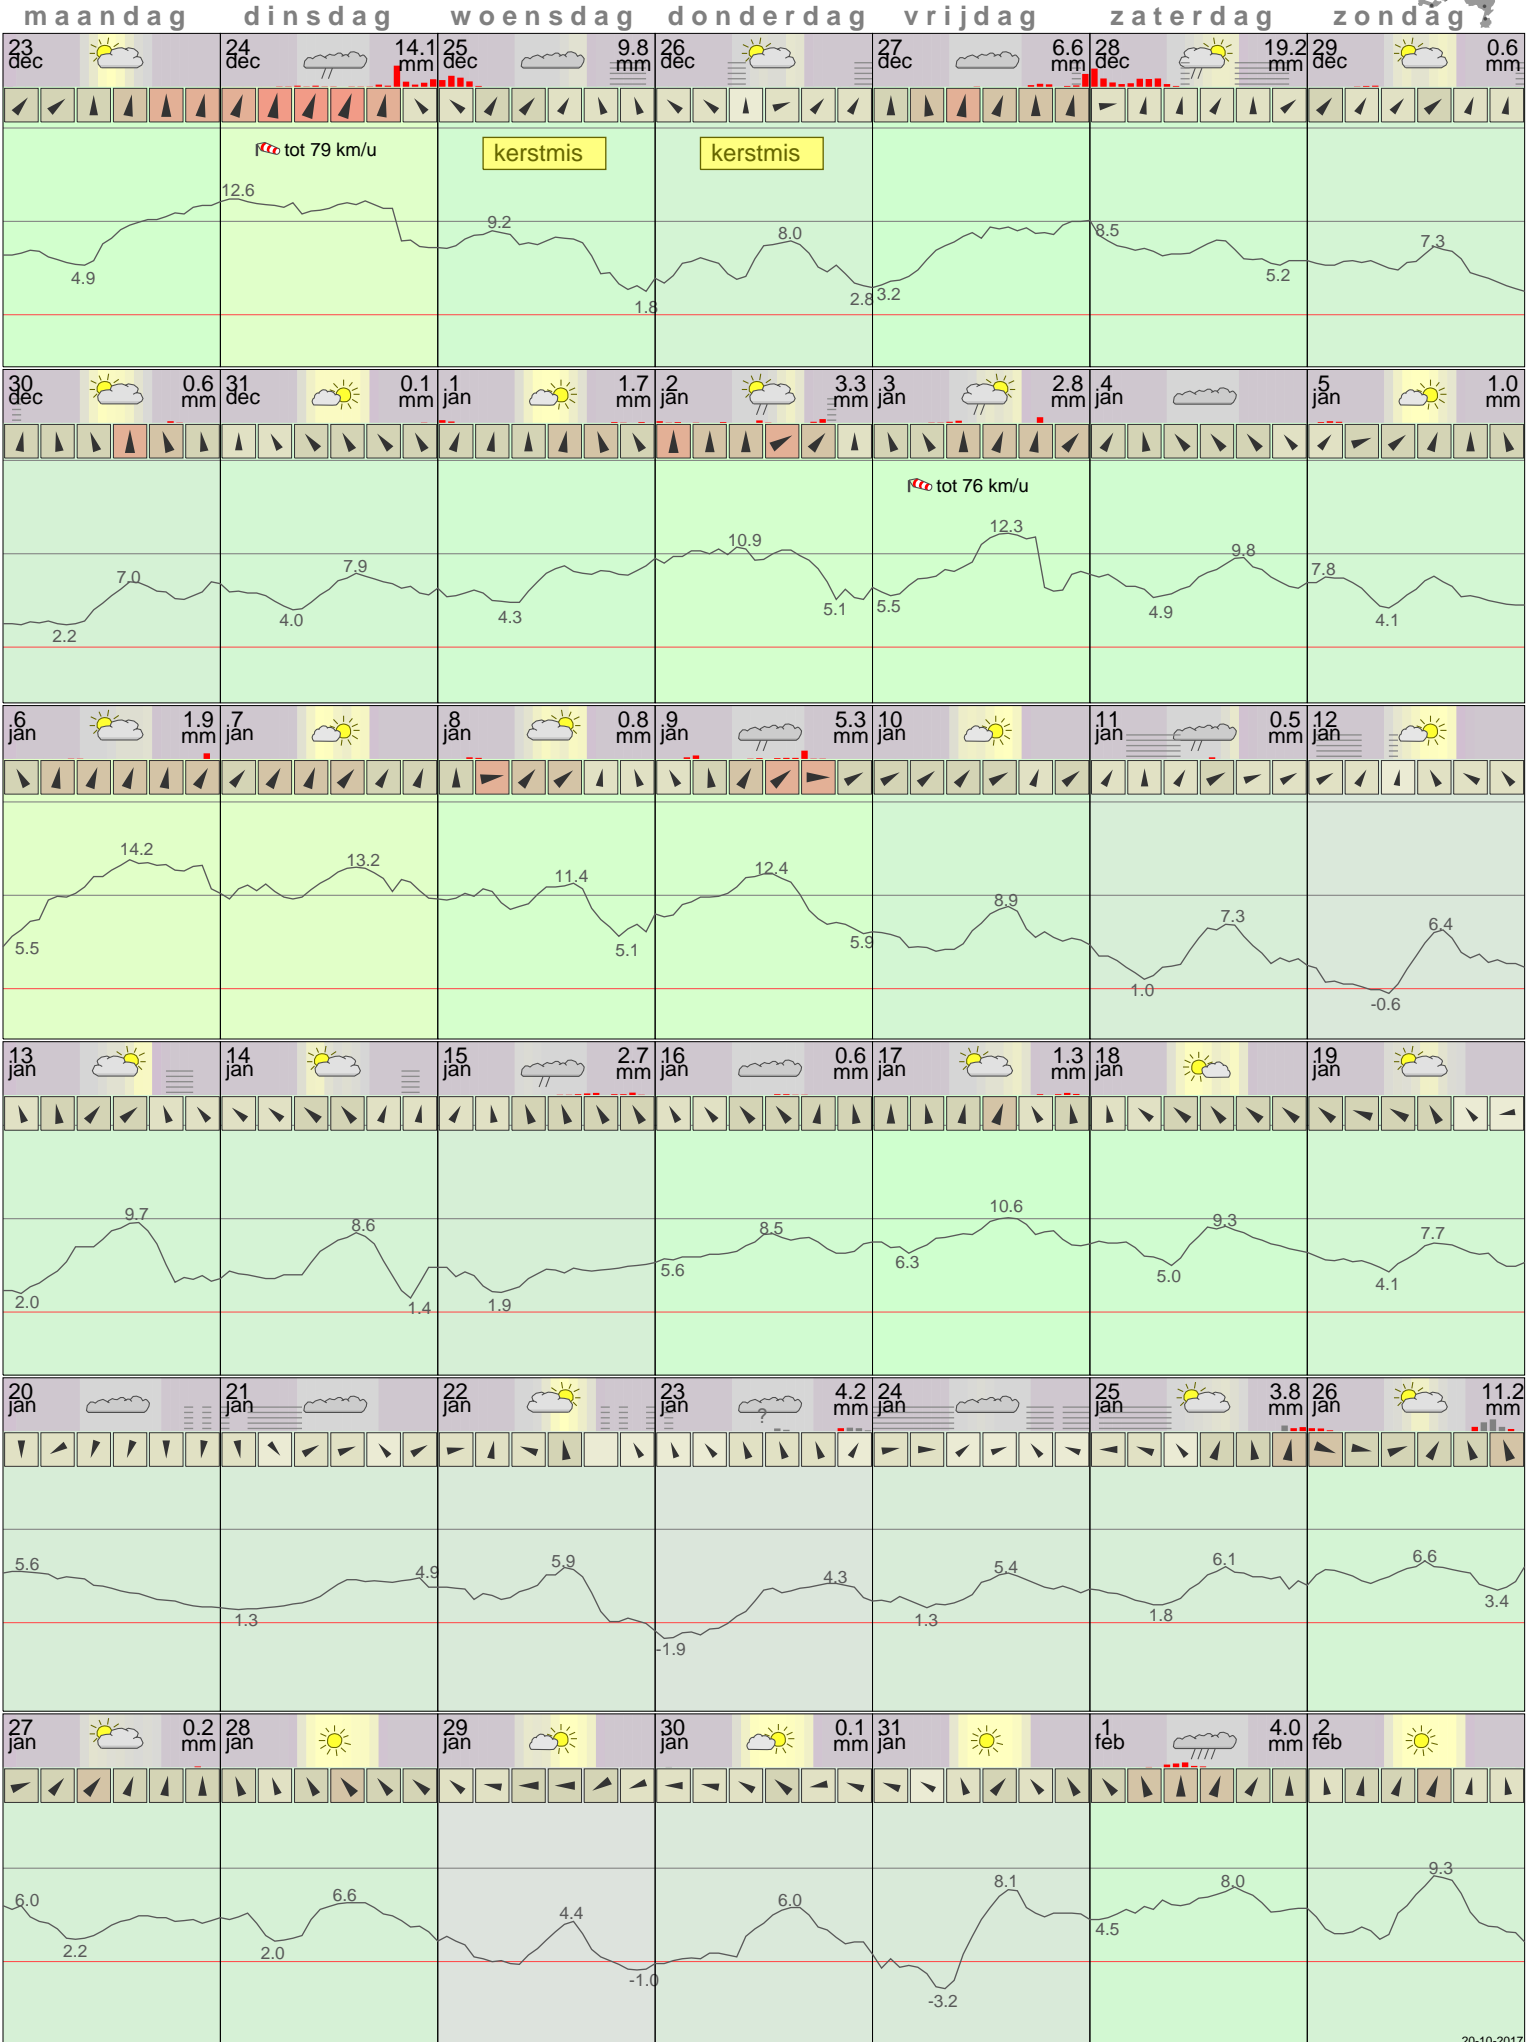 maandag dinsdag woensdag donderdag vrijdag zaterdag zondag
23 24 14.1 25 9.8 26 27 6.6 28 19.2 29 0.6
dec dec mm dec mm dec dec mm dec mm dec mm
tot 79 km/u kerstmis kerstmis
12.6
9.2 8.0 8.5 7.3
4.9 1.8 2.8 3.2 5.2
30 0.6 31 0.1 1 1.7 2 3.3 3 2.8 4 5 1.0
dec mm dec mm jan mm jan mm jan mm jan jan mm
tot 76 km/u
10.9 12.3 9.8
7.0 7.9 7.8
2.2 4.0 4.3 5.1 5.5 4.9 4.1
6 1.9 7 8 0.8 9 5.3 10 11 0.5 12
jan mm jan jan mm jan mm jan jan mm jan
14.2 13.2 11.4 12.4
8.9 7.3 6.4
5.5 5.1 5.9 1.0 -0.6
13 14 15 2.7 16 0.6 17 1.3 18 19
jan jan jan mm jan mm jan mm jan jan
9.7 8.6 8.5 10.6 9.3 7.7
2.0 1.4 1.9 5.6 6.3 5.0 4.1
20 21 22 23 4.2 24 25 3.8 26 11.2
jan jan jan jan mm jan jan mm jan mm
?
5.6 4.9 5.9 4.3 5.4 6.1 6.6
1.3 -1.9 1.3 1.8 3.4
27 0.2 28 29 30 0.1 31 1 4.0 2
jan mm jan jan jan mm jan feb mm feb
6.0 6.6 4.4 6.0 8.1 8.0 9.3
2.2 2.0 -1.0 -3.2 4.5
20-10-2017